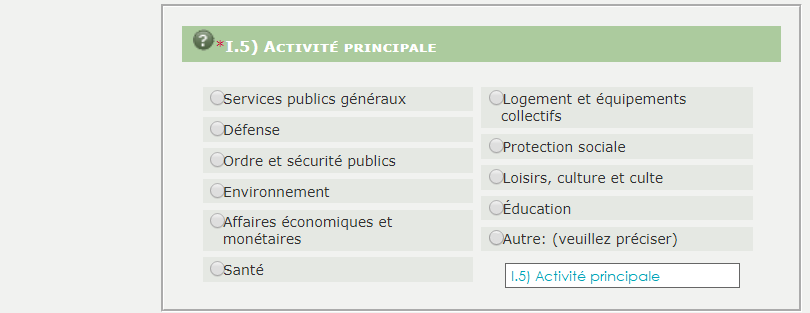 ?
*I.5) Activité principale
Services publics généraux
Défense
Ordre et sécurité publics
Environnement
Affaires économiques et
monétaires
Santé
Logement et équipements
collectifs
Protection sociale
Loisirs, culture et culte
Éducation
Autre: (veuillez préciser)
I.5) Activité principale